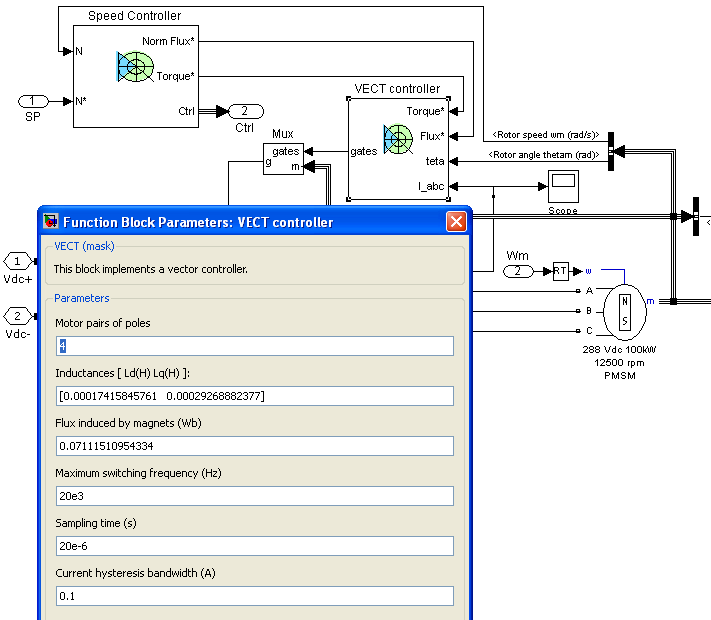 Speed Controller
N
Norm Flux*
Torque*
N*
Ctrl
1
SP
2
Ctrl
VECT controller
Torque*
Flux*
gates
teta
I_abc
Mux
gates
g
m
<Rotor speed wm (rad/s)>
<Rotor angle thetam (rad)>
Scope
<
Function Block Parameters: VECT controller
VECT (mask)
This block implements a vector controller.
Parameters
Motor pairs of poles
4
Inductances [ Ld(H) Lq(H) ]:
[0.00017415845761 0.00029268882377]
Flux induced by magnets (Wb)
0.07111510954334
Maximum switching frequency (Hz)
20e3
Sampling time (s)
20e-6
Current hysteresis bandwidth (A)
0.1
1
Vdc+
2
Vdc-
Wm
2
RT
w
A
B
C
N
S
m
288 Vdc 100kW
12500 rpm
PMSM